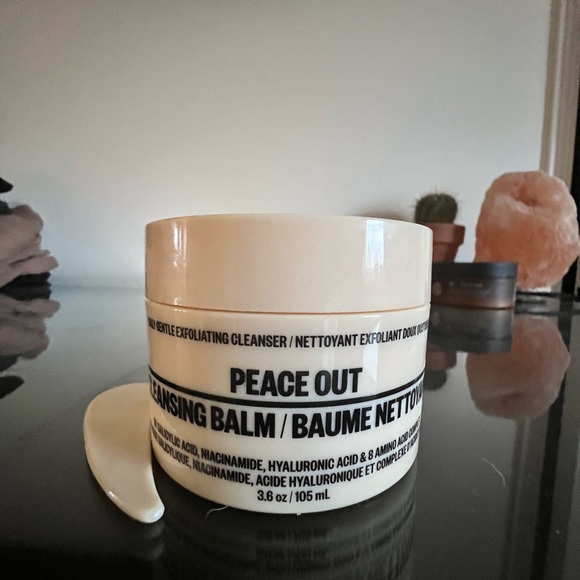 GENTLE EXFOLIATING CLEANSER / NETTOYANT EXFOLIANT DOUX
PEACE OUT
CLEANSING BALM / BAUME NETTOYANT
SALICYLIC ACID, NIACINAMIDE, HYALURONIC ACID & 8 AMINO ACID
SALICYLIQUE, NIACINAMIDE, ACIDE HYALURONIQUE ET COMPLEXE
3.6 oz / 105 mL